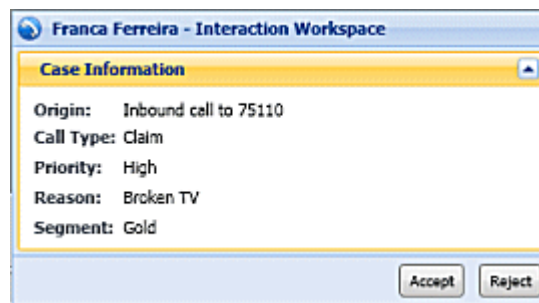 Franca Ferreira - Interaction Workspace
Case Information
Origin: Inbound call to 75110
Call Type: Claim
Priority: High
Reason: Broken TV
Segment: Gold
Accept Reject